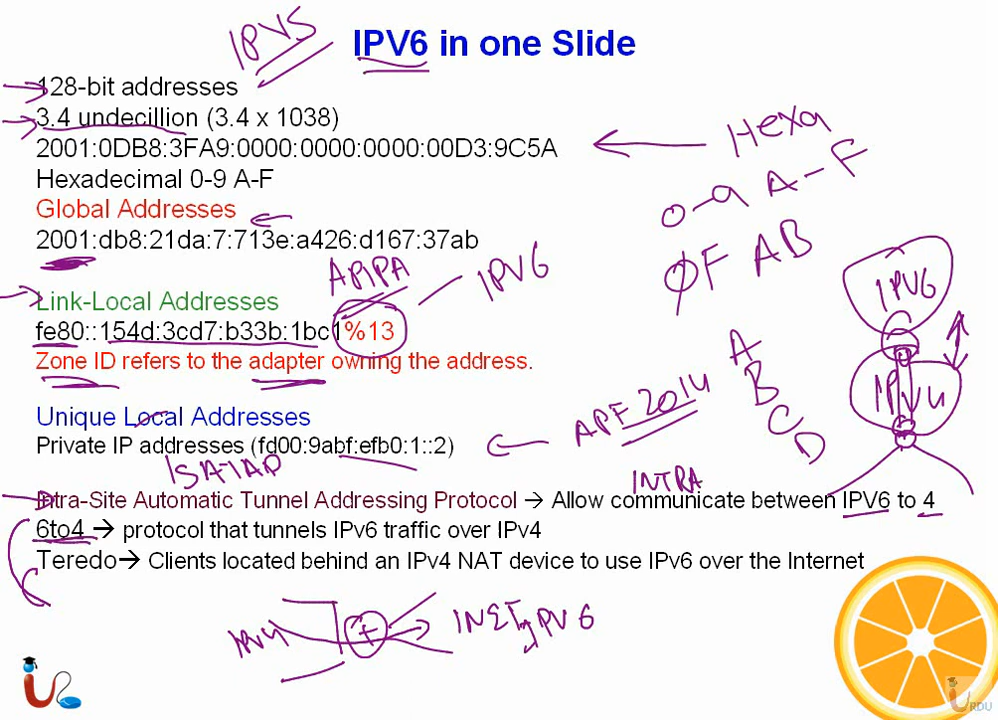 IPV5
IPV6 in one Slide
128-bit addresses
3.4 undecillion (3.4 x 1038)
2001:0DB8:3FA9:0000:0000:0000:00D3:9C5A
Hexa
Hexadecimal 0-9 A-F
0-9 A-F
Global Addresses
2001:db8:21da:7:713e:a426:d167:37ab
ΦF AB
APIPA
IPV6
IPV6
Link-Local Addresses
fe80::154d:3cd7:b33b:1bc1%13
Zone ID refers to the adapter owning the address.
A
B
C
D
IPV4
Unique Local Addresses
APF 2014
Private IP addresses (fd00:9abf:efb0:1::2)
ISATAP
INTRA
Intra-Site Automatic Tunnel Addressing Protocol → Allow communicate between IPV6 to 4
6to4 → protocol that tunnels IPv6 traffic over IPv4
Teredo→ Clients located behind an IPv4 NAT device to use IPv6 over the Internet
IPV4
INET
IPV6
URDU